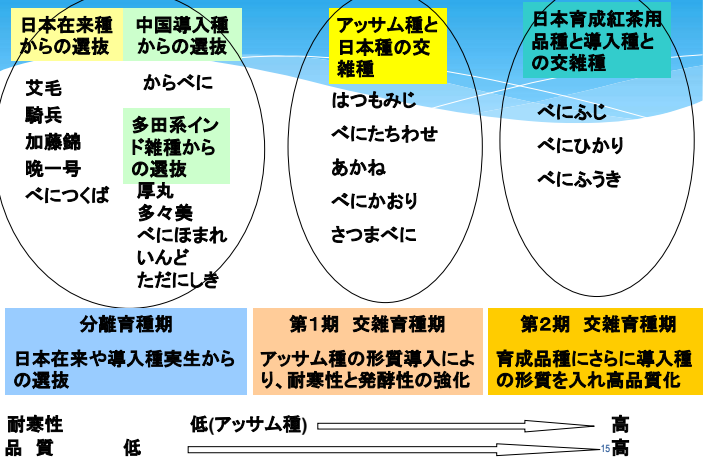 日本在来種
からの選抜
艾毛
騎兵
加藤錦
晩一号
べにつくば
中国導入種
からの選抜
からべに
多田系イン
ド雑種から
の選抜
厚丸
多々美
べにほまれ
いんど
ただにしき
アッサム種と
日本種の交
雑種
はつもみじ
べにたちわせ
あかね
べにかおり
さつまべに
日本育成紅茶用
品種と導入種と
の交雑種
べにふじ
べにひかり
べにふうき
分離育種期
日本在来や導入種実生から
の選抜
第1期 交雑育種期
アッサム種の形質導入によ
り、耐寒性と発酵性の強化
第2期 交雑育種期
育成品種にさらに導入種
の形質を入れ高品質化
耐寒性 低(アッサム種) 高
品 質 低 高
15